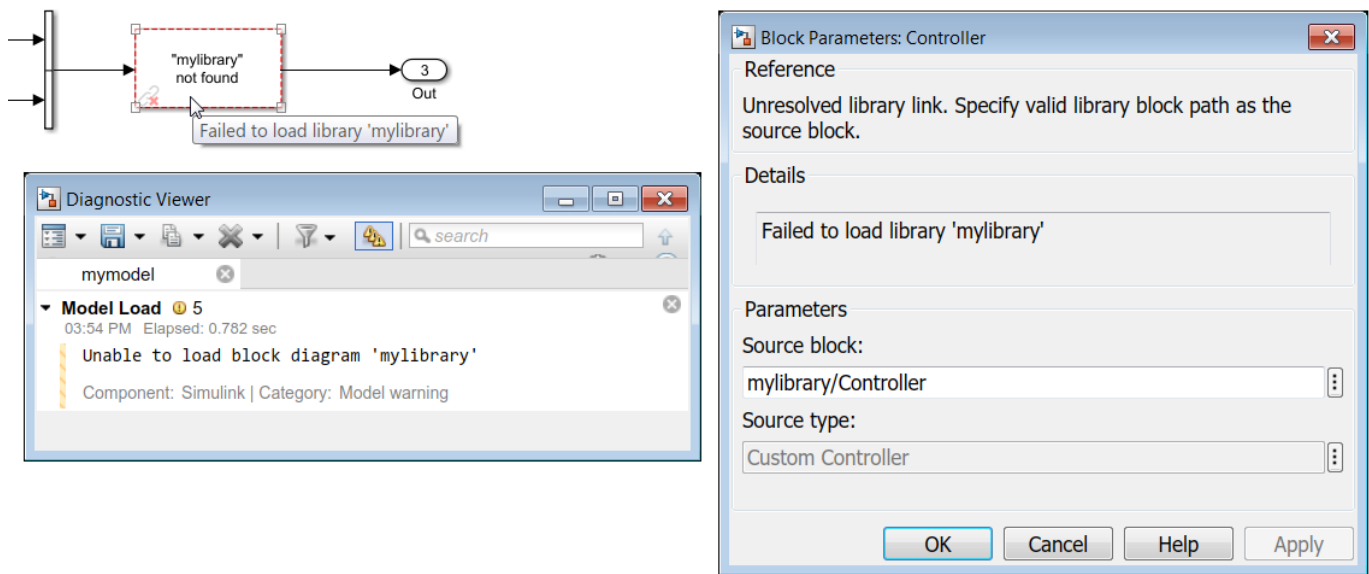 "mylibrary"
not found
3
Out
Failed to load library 'mylibrary'
Diagnostic Viewer
search
mymodel
Model Load 5
03:54 PM Elapsed: 0.782 sec
Unable to load block diagram 'mylibrary'
Component: Simulink | Category: Model warning
Block Parameters: Controller
Reference
Unresolved library link. Specify valid library block path as the
source block.
Details
Failed to load library 'mylibrary'
Parameters
Source block:
mylibrary/Controller
Source type:
Custom Controller
OK Cancel Help Apply